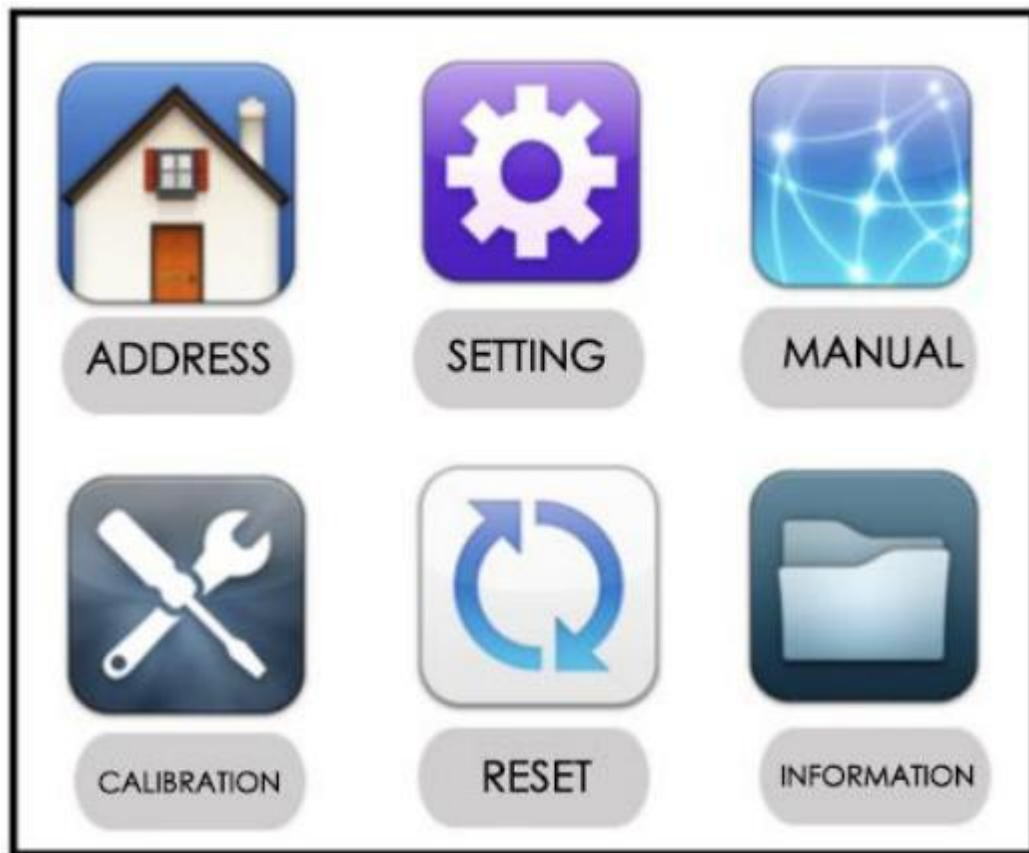 ADDRESS
SETTING
MANUAL
CALIBRATION
RESET
INFORMATION